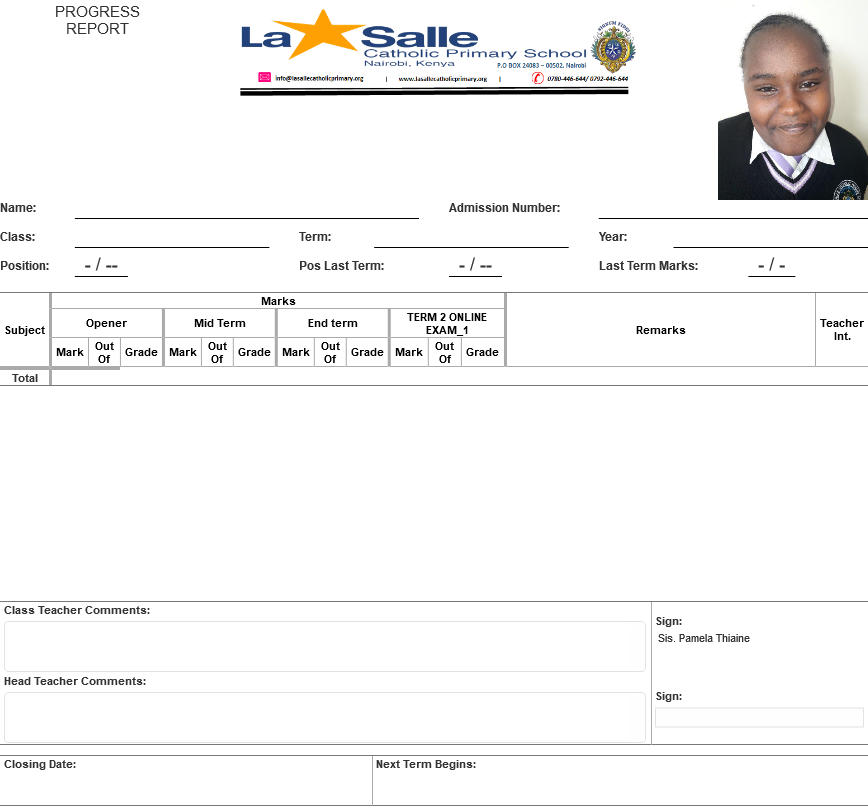 PROGRESS
REPORT
La Salle
Catholic Primary School
Nairobi, Kenya
P.O BOX 24083 – 00502, Nairobi
info@lasallecatholicprimary.org | www.lasallecatholicprimary.org | 0780-446-644/ 0792-446-644
Name: Admission Number:
Class: Term: Year:
Position: - / -- Pos Last Term: - / -- Last Term Marks: - / -
Subject Marks Remarks Teacher Int.
Opener Mid Term End term TERM 2 ONLINE EXAM_1
Mark Out Of Grade Mark Out Of Grade Mark Out Of Grade Mark Out Of Grade
Total
Class Teacher Comments:
Sign:
Sis. Pamela Thiaine
Head Teacher Comments:
Sign:
Closing Date: Next Term Begins: